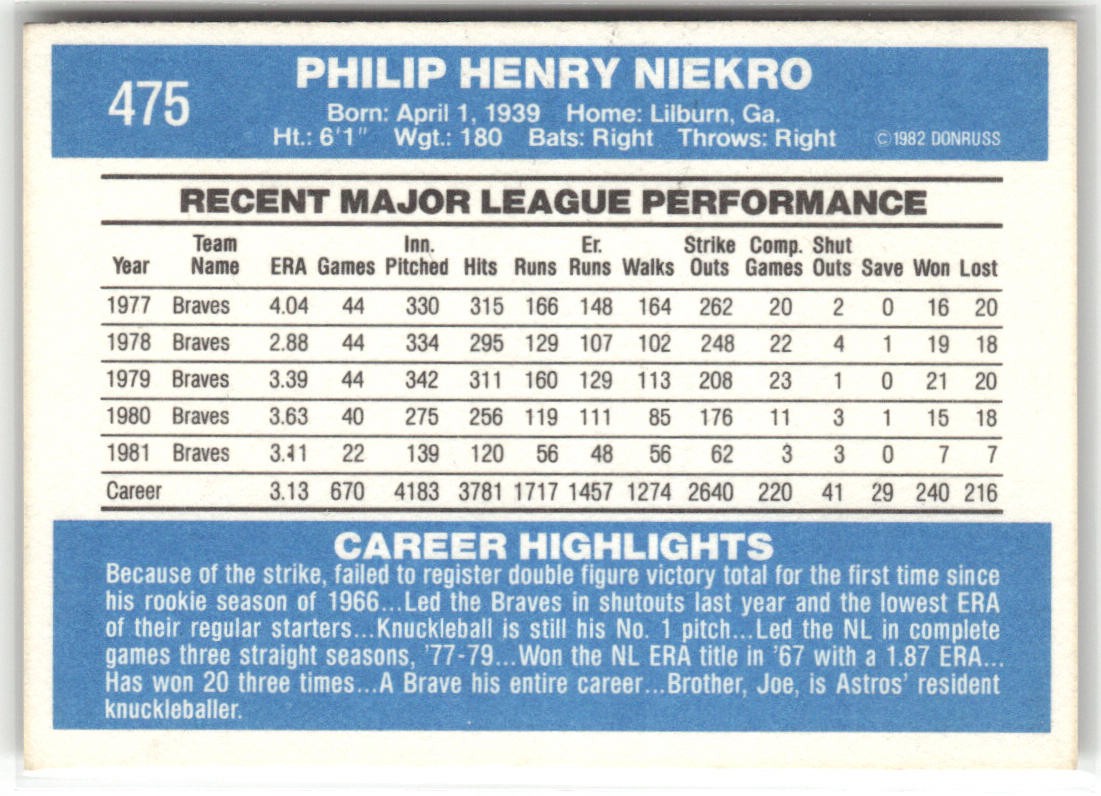 475
PHILIP HENRY NIEKRO
Born: April 1, 1939 Home: Lilburn, Ga.
Ht.: 6'1" Wgt.: 180 Bats: Right Throws: Right ©1982 DONRUSS
RECENT MAJOR LEAGUE PERFORMANCE
Team Inn. Er. Strike Comp. Shut
Year Name ERA Games Pitched Hits Runs Runs Walks Outs Games Outs Save Won Lost
1977 Braves 4.04 44 330 315 166 148 164 262 20 2 0 16 20
1978 Braves 2.88 44 334 295 129 107 102 248 22 4 1 19 18
1979 Braves 3.39 44 342 311 160 129 113 208 23 1 0 21 20
1980 Braves 3.63 40 275 256 119 111 85 176 11 3 1 15 18
1981 Braves 3.11 22 139 120 56 48 56 62 3 3 0 7 7
Career 3.13 670 4183 3781 1717 1457 1274 2640 220 41 29 240 216
CAREER HIGHLIGHTS
Because of the strike, failed to register double figure victory total for the first time since
his rookie season of 1966...Led the Braves in shutouts last year and the lowest ERA
of their regular starters...Knuckleball is still his No. 1 pitch...Led the NL in complete
games three straight seasons, '77-79...Won the NL ERA title in '67 with a 1.87 ERA...
Has won 20 three times...A Brave his entire career...Brother, Joe, is Astros' resident
knuckleballer.